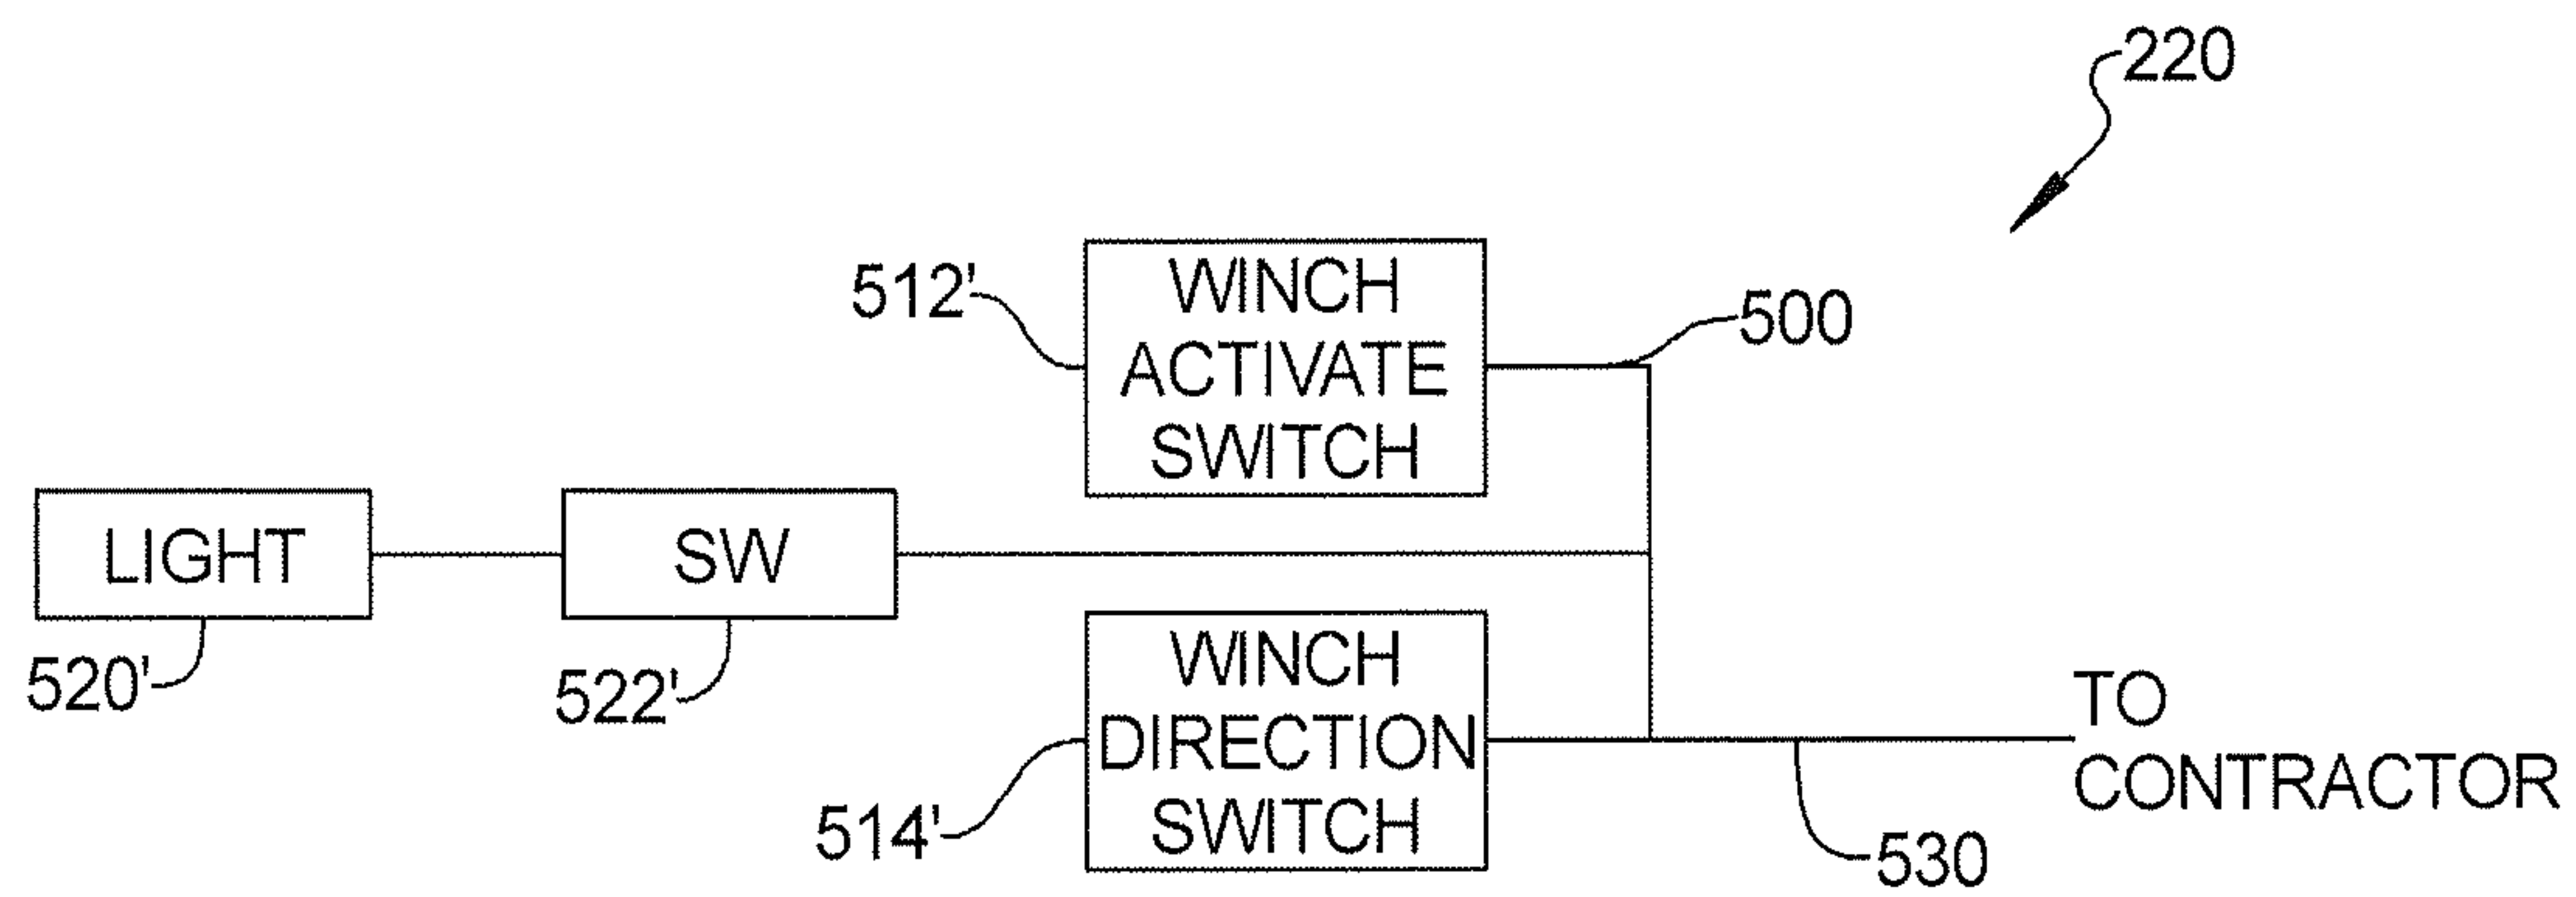 220
512'
WINCH
ACTIVATE
SWITCH
500
LIGHT
SW
520'
522'
WINCH
DIRECTION
SWITCH
514'
TO
CONTRACTOR
530